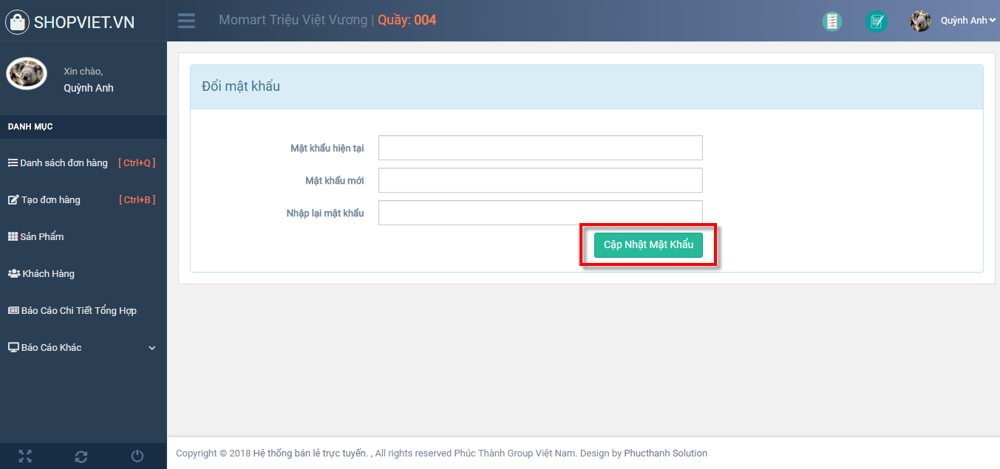 SHOPVIET.VN
Momart Triệu Việt Vương | Quầy: 004
Quỳnh Anh
Xin chào,
Quỳnh Anh
DANH MỤC
Danh sách đơn hàng [ Ctrl+Q ]
Tạo đơn hàng [ Ctrl+B ]
Sản Phẩm
Khách Hàng
Báo Cáo Chi Tiết Tổng Hợp
Báo Cáo Khác
Đổi mật khẩu
Mật khẩu hiện tại
Mật khẩu mới
Nhập lại mật khẩu
Cập Nhật Mật Khẩu
Copyright © 2018 Hệ thống bán lẻ trực tuyến. , All rights reserved Phúc Thành Group Việt Nam. Design by Phucthanh Solution